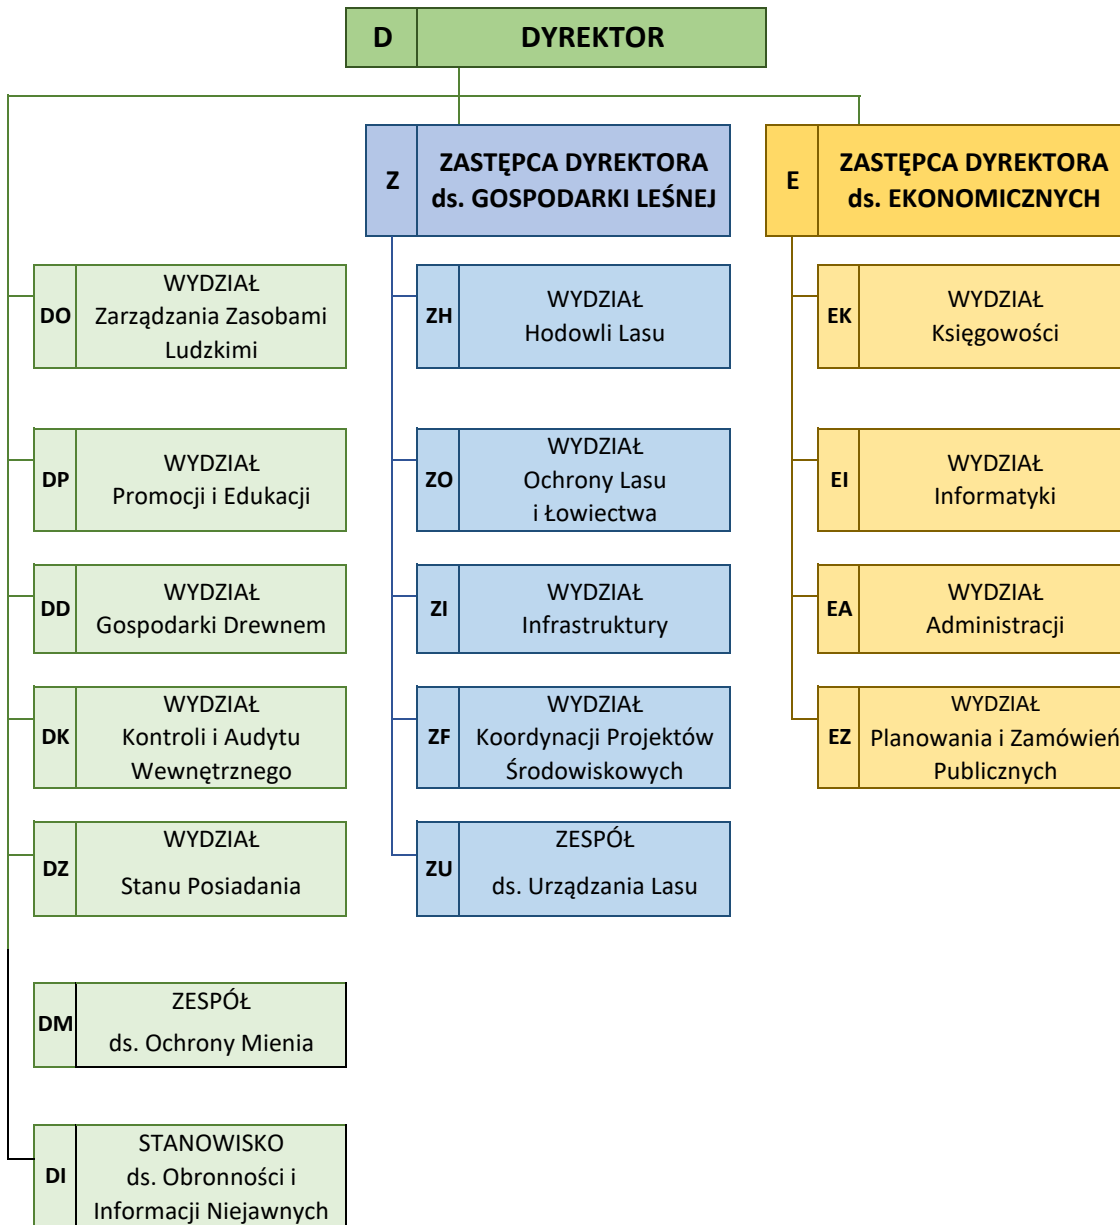 D
DYREKTOR
Z
ZASTĘPCA DYREKTORA
ds. GOSPODARKI LEŚNEJ
E
ZASTĘPCA DYREKTORA
ds. EKONOMICZNYCH
DO
WYDZIAŁ
Zarządzania Zasobami
Ludzkimi
ZH
WYDZIAŁ
Hodowli Lasu
EK
WYDZIAŁ
Księgowości
DP
WYDZIAŁ
Promocji i Edukacji
ZO
WYDZIAŁ
Ochrony Lasu
i Łowiectwa
EI
WYDZIAŁ
Informatyki
DD
WYDZIAŁ
Gospodarki Drewnem
ZI
WYDZIAŁ
Infrastruktury
EA
WYDZIAŁ
Administracji
DK
WYDZIAŁ
Kontroli i Audytu
Wewnętrznego
ZF
WYDZIAŁ
Koordynacji Projektów
Środowiskowych
EZ
WYDZIAŁ
Planowania i Zamówień
Publicznych
DZ
WYDZIAŁ
Stanu Posiadania
ZU
ZESPÓŁ
ds. Urządzania Lasu
DM
ZESPÓŁ
ds. Ochrony Mienia
DI
STANOWISKO
ds. Obronności i
Informacji Niejawnych